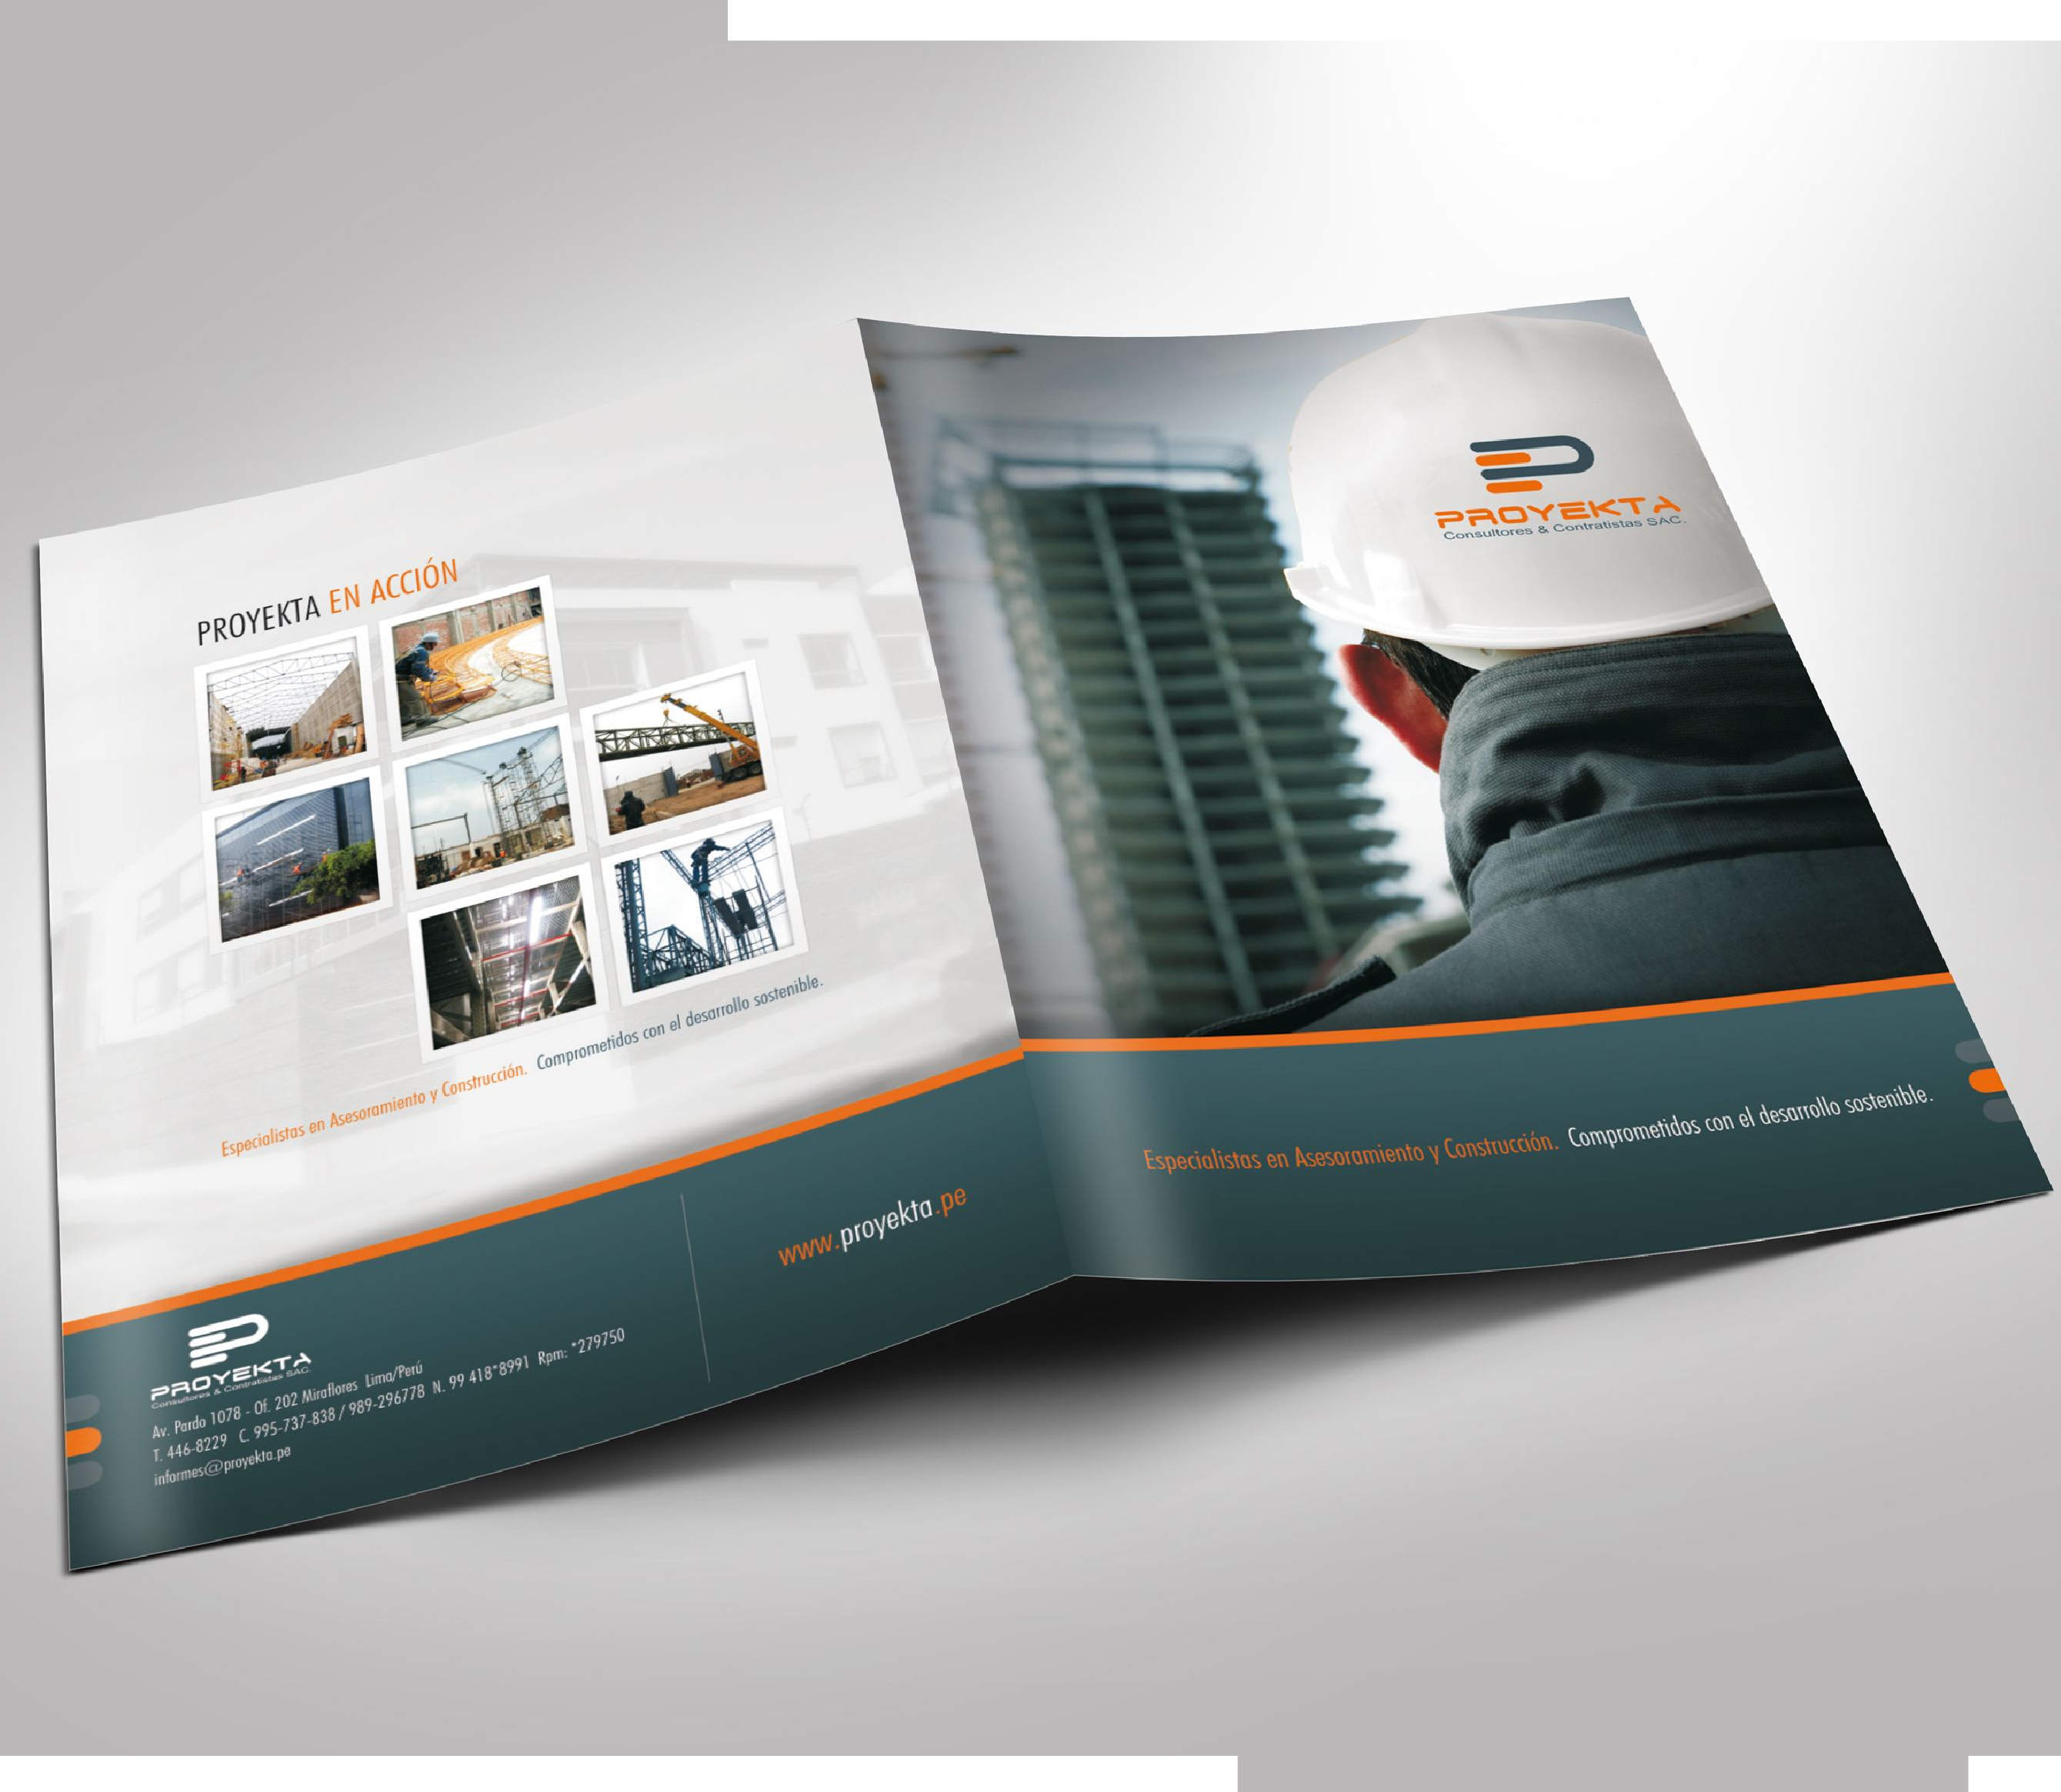 PROYEKTA EN ACCIÓN
Especialistas en Asesoramiento y Construcción. Comprometidos con el desarrollo sostenible.
PROYEKTA
Consultores & Contratistas SAC.
Av. Pardo 1078 - Of. 202 Miraflores Lima/Perú
T. 446-8229 C. 995-737-838 / 989-296778 N. 99 418*8991 Rpm: *279750
informes@proyekta.pe
www.proyekta.pe
PROYEKTA
Consultores & Contratistas SAC.
Especialistas en Asesoramiento y Construcción. Comprometidos con el desarrollo sostenible.